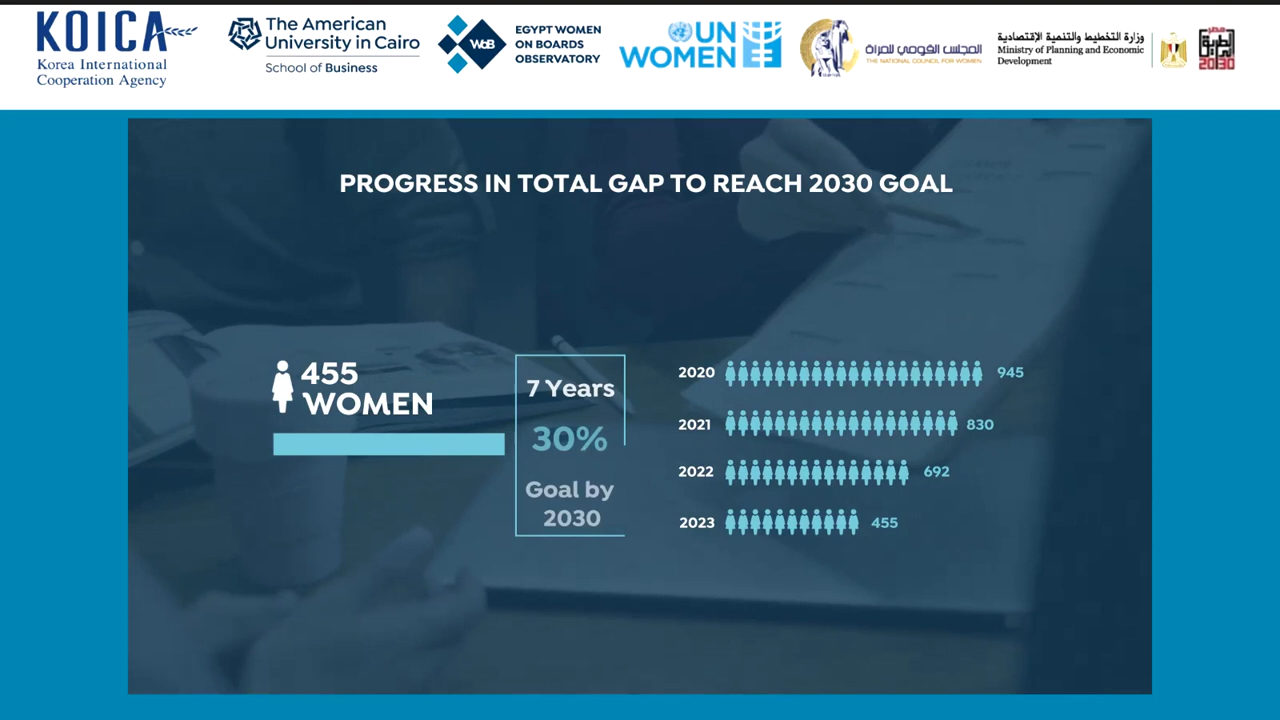 KOICA
Korea International
Cooperation Agency
The American
University in Cairo
School of Business
WoB
EGYPT WOMEN
ON BOARDS
OBSERVATORY
UN
WOMEN
المجلس القومي للمرأة
THE NATIONAL COUNCIL FOR WOMEN
وزارة التخطيط والتنمية الإقتصادية
Ministry of Planning and Economic
Development
مصر
2030
PROGRESS IN TOTAL GAP TO REACH 2030 GOAL
455
WOMEN
7 Years
30%
Goal by
2030
2020 945
2021 830
2022 692
2023 455